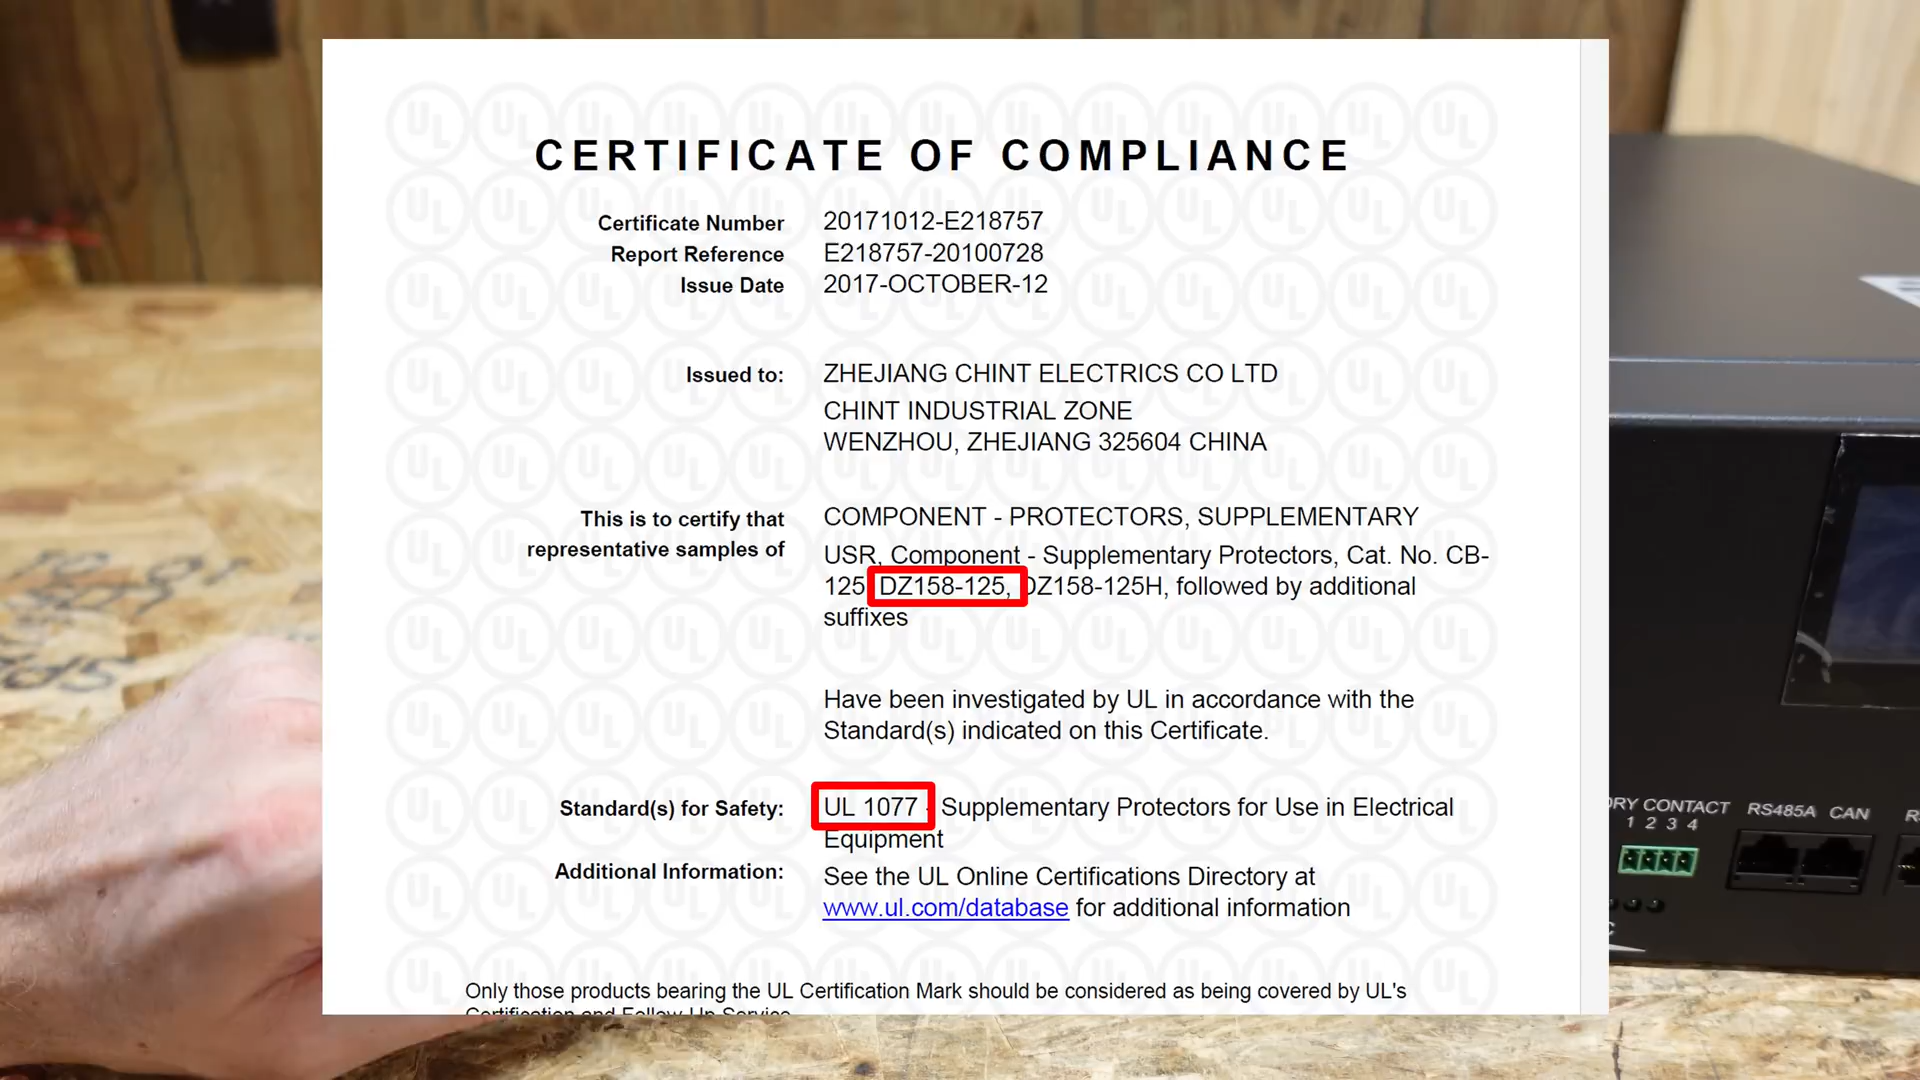 CERTIFICATE OF COMPLIANCE
Certificate Number 20171012-E218757
Report Reference E218757-20100728
Issue Date 2017-OCTOBER-12
Issued to: ZHEJIANG CHINT ELECTRICS CO LTD
CHINT INDUSTRIAL ZONE
WENZHOU, ZHEJIANG 325604 CHINA
This is to certify that representative samples of
COMPONENT - PROTECTORS, SUPPLEMENTARY
USR, Component - Supplementary Protectors, Cat. No. CB-
125 DZ158-125, DZ158-125H, followed by additional
suffixes
Have been investigated by UL in accordance with the
Standard(s) indicated on this Certificate.
Standard(s) for Safety: UL 1077 - Supplementary Protectors for Use in Electrical
Equipment
Additional Information: See the UL Online Certifications Directory at
www.ul.com/database for additional information
Only those products bearing the UL Certification Mark should be considered as being covered by UL's
Certification and Follow-Up Service
CONTACT RS485A CAN
1 2 3 4